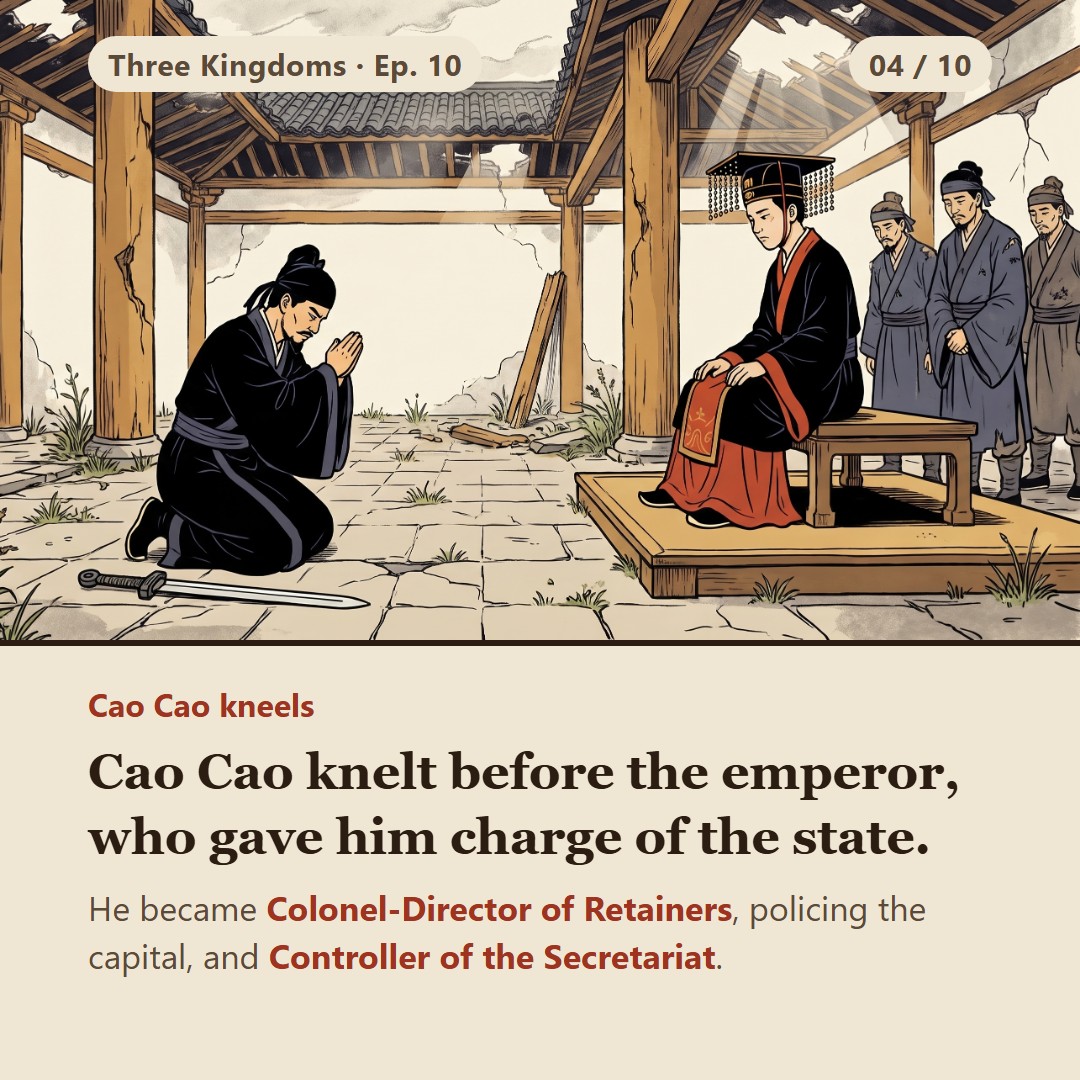 Three Kingdoms · Ep. 10
04 / 10
Cao Cao kneels
Cao Cao knelt before the emperor,
who gave him charge of the state.
He became Colonel-Director of Retainers, policing the
capital, and Controller of the Secretariat.